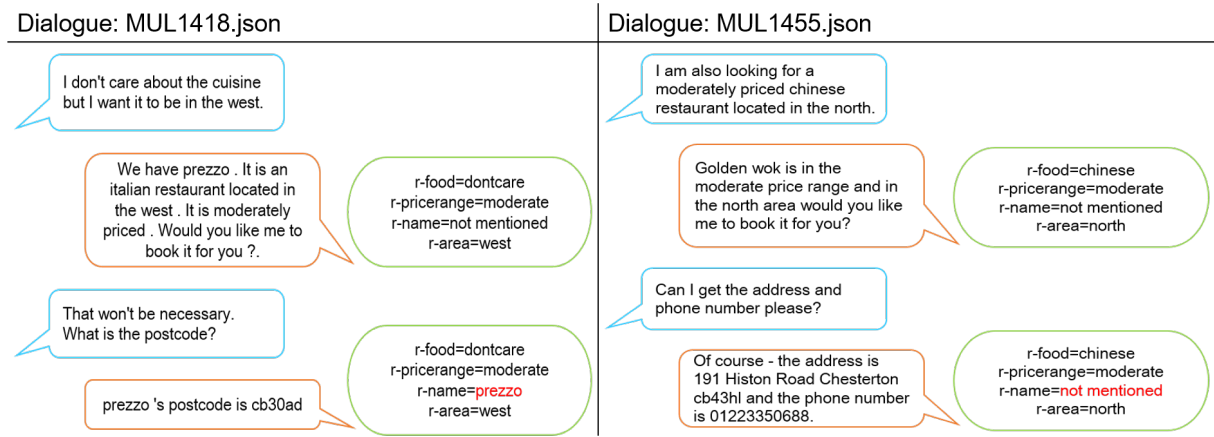 Dialogue: MUL1418.json
I don't care about the cuisine
but I want it to be in the west.
We have prezzo . It is an
italian restaurant located in
the west . It is moderately
priced . Would you like me to
book it for you ?.
r-food=dontcare
r-pricerange=moderate
r-name=not mentioned
r-area=west
That won't be necessary.
What is the postcode?
r-food=dontcare
r-pricerange=moderate
r-name=prezzo
r-area=west
prezzo 's postcode is cb30ad
Dialogue: MUL1455.json
I am also looking for a
moderately priced chinese
restaurant located in the north.
Golden wok is in the
moderate price range and in
the north area would you like
me to book it for you?
r-food=chinese
r-pricerange=moderate
r-name=not mentioned
r-area=north
Can I get the address and
phone number please?
Of course - the address is
191 Histon Road Chesterton
cb43hl and the phone number
is 01223350688.
r-food=chinese
r-pricerange=moderate
r-name=not mentioned
r-area=north